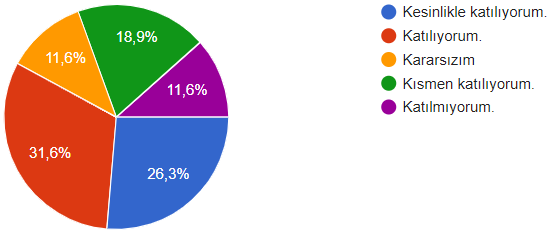 Kesinlikle katılıyorum.
Katılıyorum.
Kararsızım
Kısmen katılıyorum.
Katılmıyorum.
18,9%
11,6%
11,6%
31,6%
26,3%